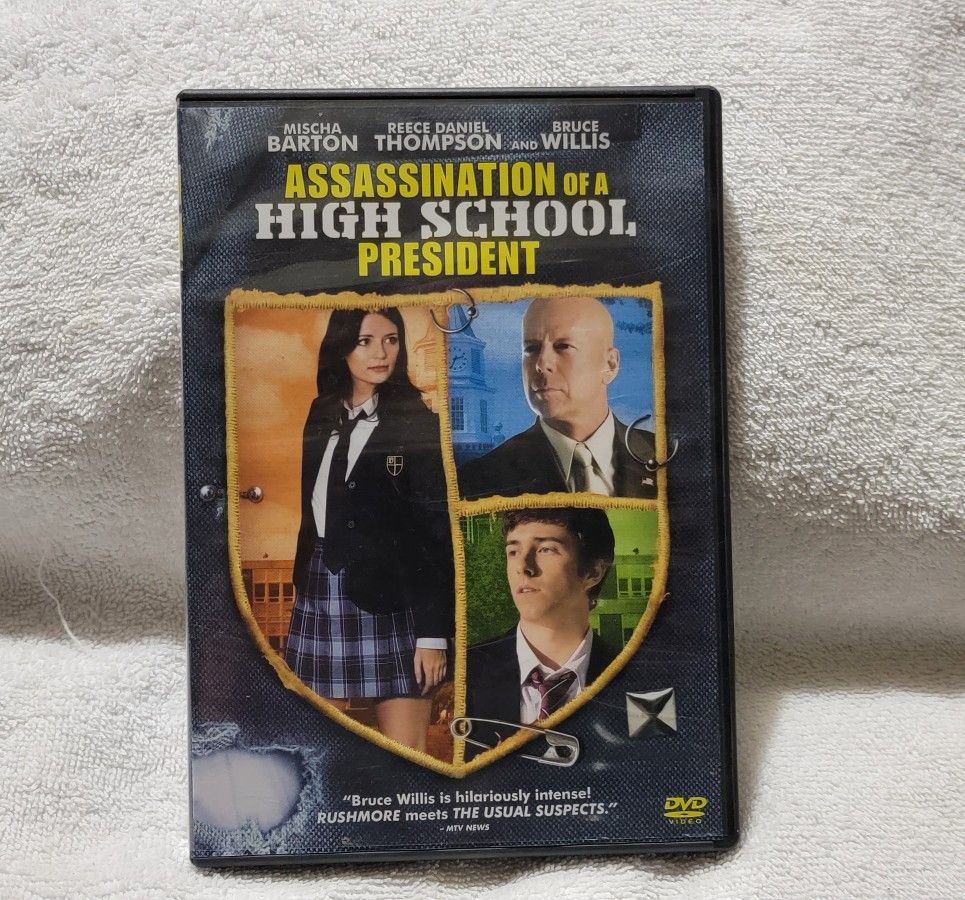 MISCHA BARTON REECE DANIEL THOMPSON AND BRUCE WILLIS
ASSASSINATION OF A
HIGH SCHOOL
PRESIDENT
“Bruce Willis is hilariously intense!
RUSHMORE meets THE USUAL SUSPECTS.”
– MTV NEWS
DVD
VIDEO